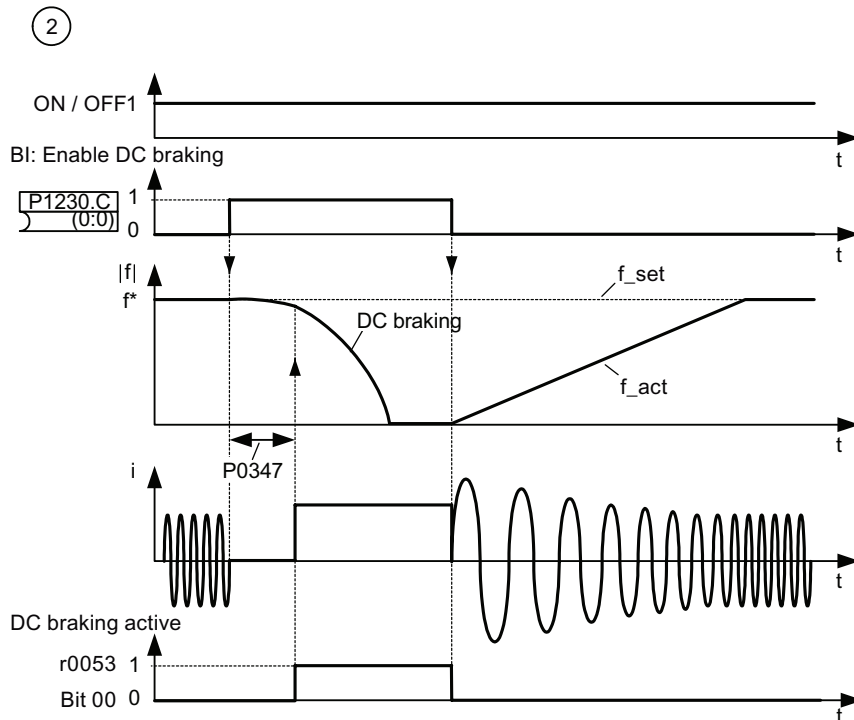 2
ON / OFF1
t
BI: Enable DC braking
P1230.C
(0:0)
1
0
t
|f|
f*
f_set
DC braking
f_act
t
P0347
i
t
DC braking active
r0053 1
Bit 00 0
t